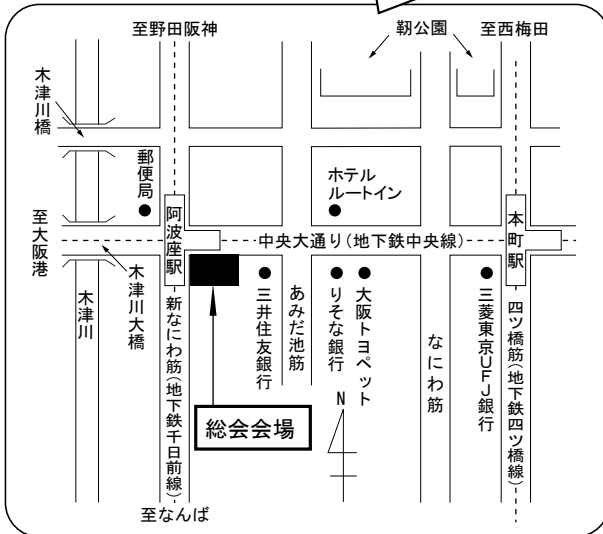 至野田阪神
靭公園
至西梅田
木津川橋
郵便局
ホテル
ルートイン
至大阪港
阿波座駅
中央大通り(地下鉄中央線)
本町駅
木津川
木津川大橋
新なにわ筋(地下鉄千日前線)
三井住友銀行
あみだ池筋
りそな銀行
大阪トヨペット
なにわ筋
三菱東京UFJ銀行
四ツ橋筋(地下鉄四ツ橋線)
N
総会会場
至なんば